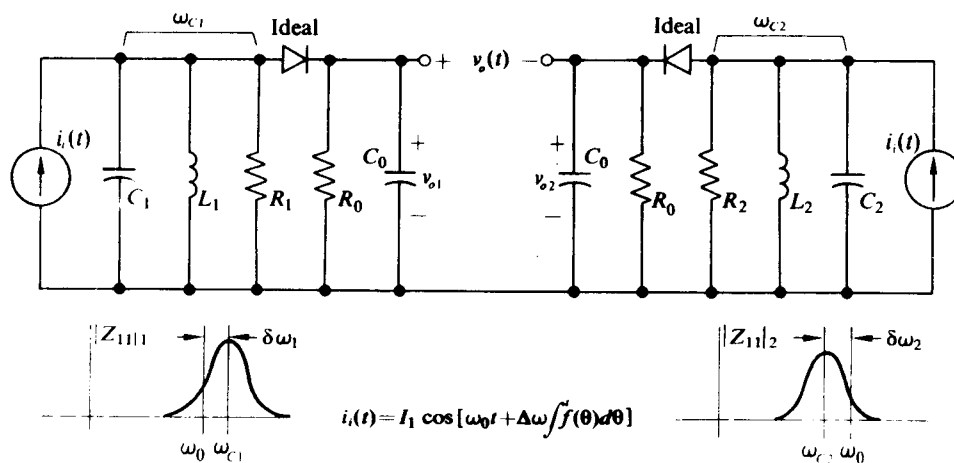 ω_{C1} Ideal Ideal ω_{C2}
+ v_o(t) −
i_i(t) C_1 L_1 R_1 R_0 C_0 + v_{o1} − + v_{o2} − C_0 R_0 R_2 L_2 C_2 i_i(t)
|Z_{11}|_1 δω_1 |Z_{11}|_2 δω_2
i_i(t) = I_1 cos [ω_0t + Δω∫^t f(θ)dθ]
ω_0 ω_{C1} ω_{C2} ω_0